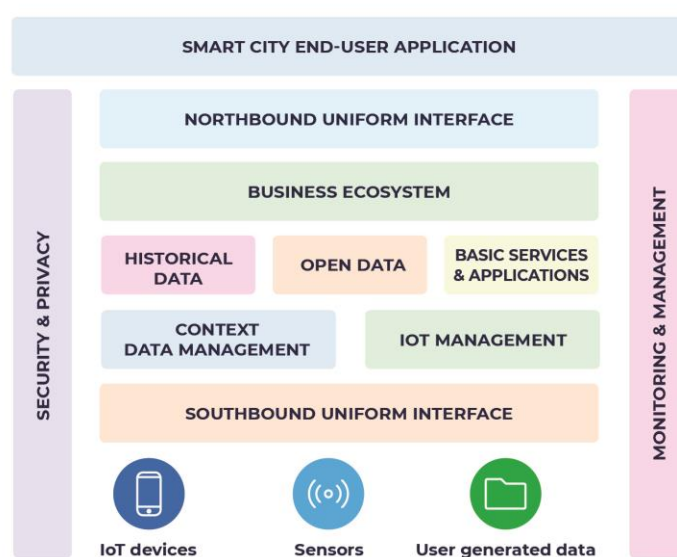 SMART CITY END-USER APPLICATION
SECURITY & PRIVACY
NORTHBOUND UNIFORM INTERFACE
BUSINESS ECOSYSTEM
HISTORICAL
DATA
OPEN DATA
BASIC SERVICES
& APPLICATIONS
CONTEXT
DATA MANAGEMENT
IOT MANAGEMENT
SOUTHBOUND UNIFORM INTERFACE
IoT devices
Sensors
User generated data
MONITORING & MANAGEMENT